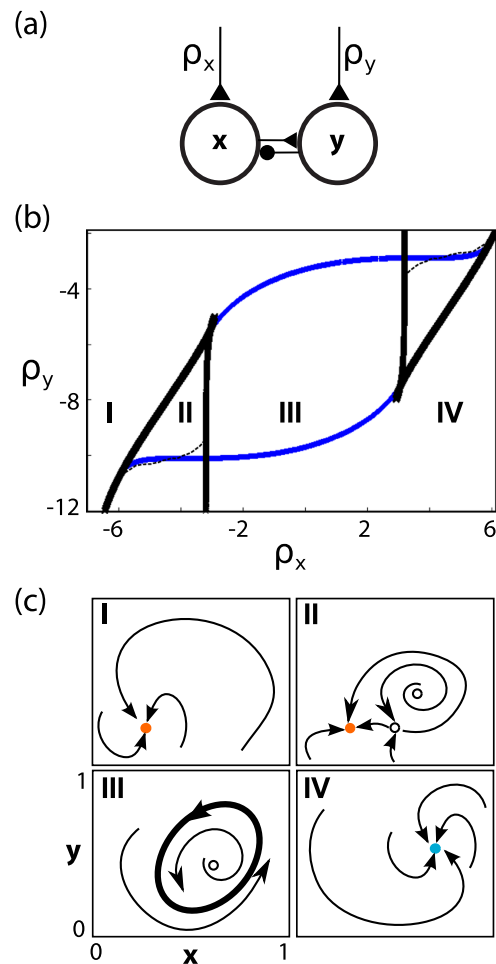 (a)
ρx ρy
x y
(b)
-4
ρy
I II III IV
-8
-12
-6 -2 2 6
ρx
(c)
I II
1 III IV
y
0
0 x 1